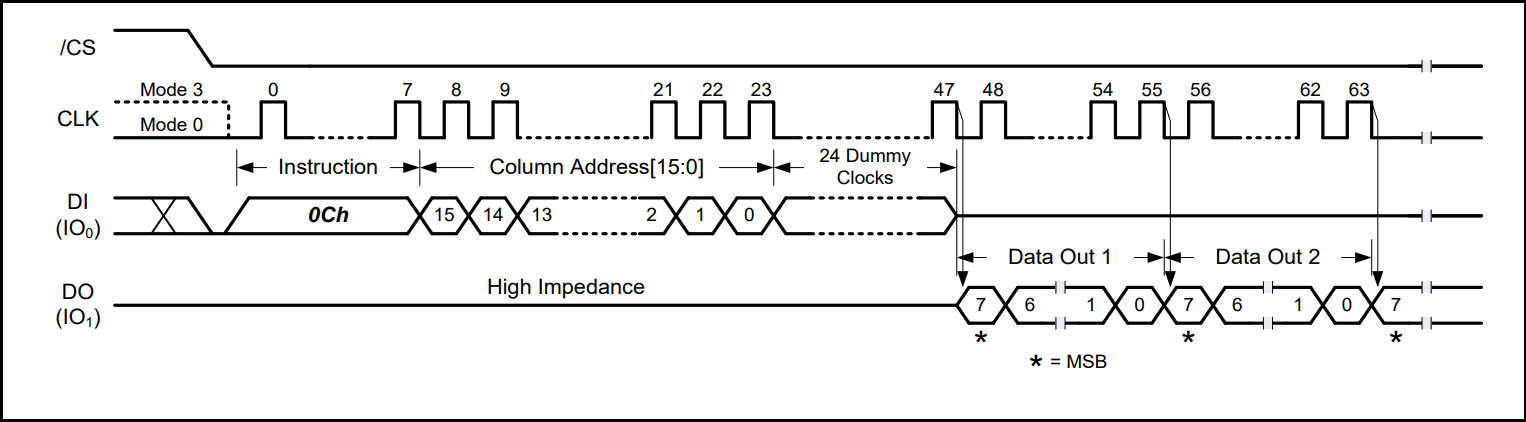 /CS
Mode 3 0 7 8 9 21 22 23 47 48 54 55 56 62 63
CLK
Mode 0
Instruction Column Address[15:0] 24 Dummy
Clocks
DI
(IO0)
0Ch 15 14 13 2 1 0
Data Out 1 Data Out 2
High Impedance
DO
(IO1)
7 6 1 0 7 6 1 0 7
* * *
* = MSB